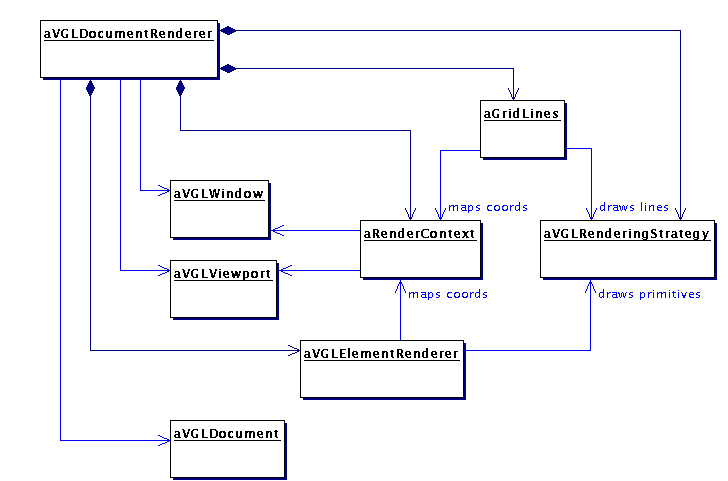 aVGLDocumentRenderer
aGridLines
aVGLWindow
maps coords
draws lines
aRenderContext
aVGLRenderingStrategy
aVGLViewport
maps coords
draws primitives
aVGLElementRenderer
aVGLDocument